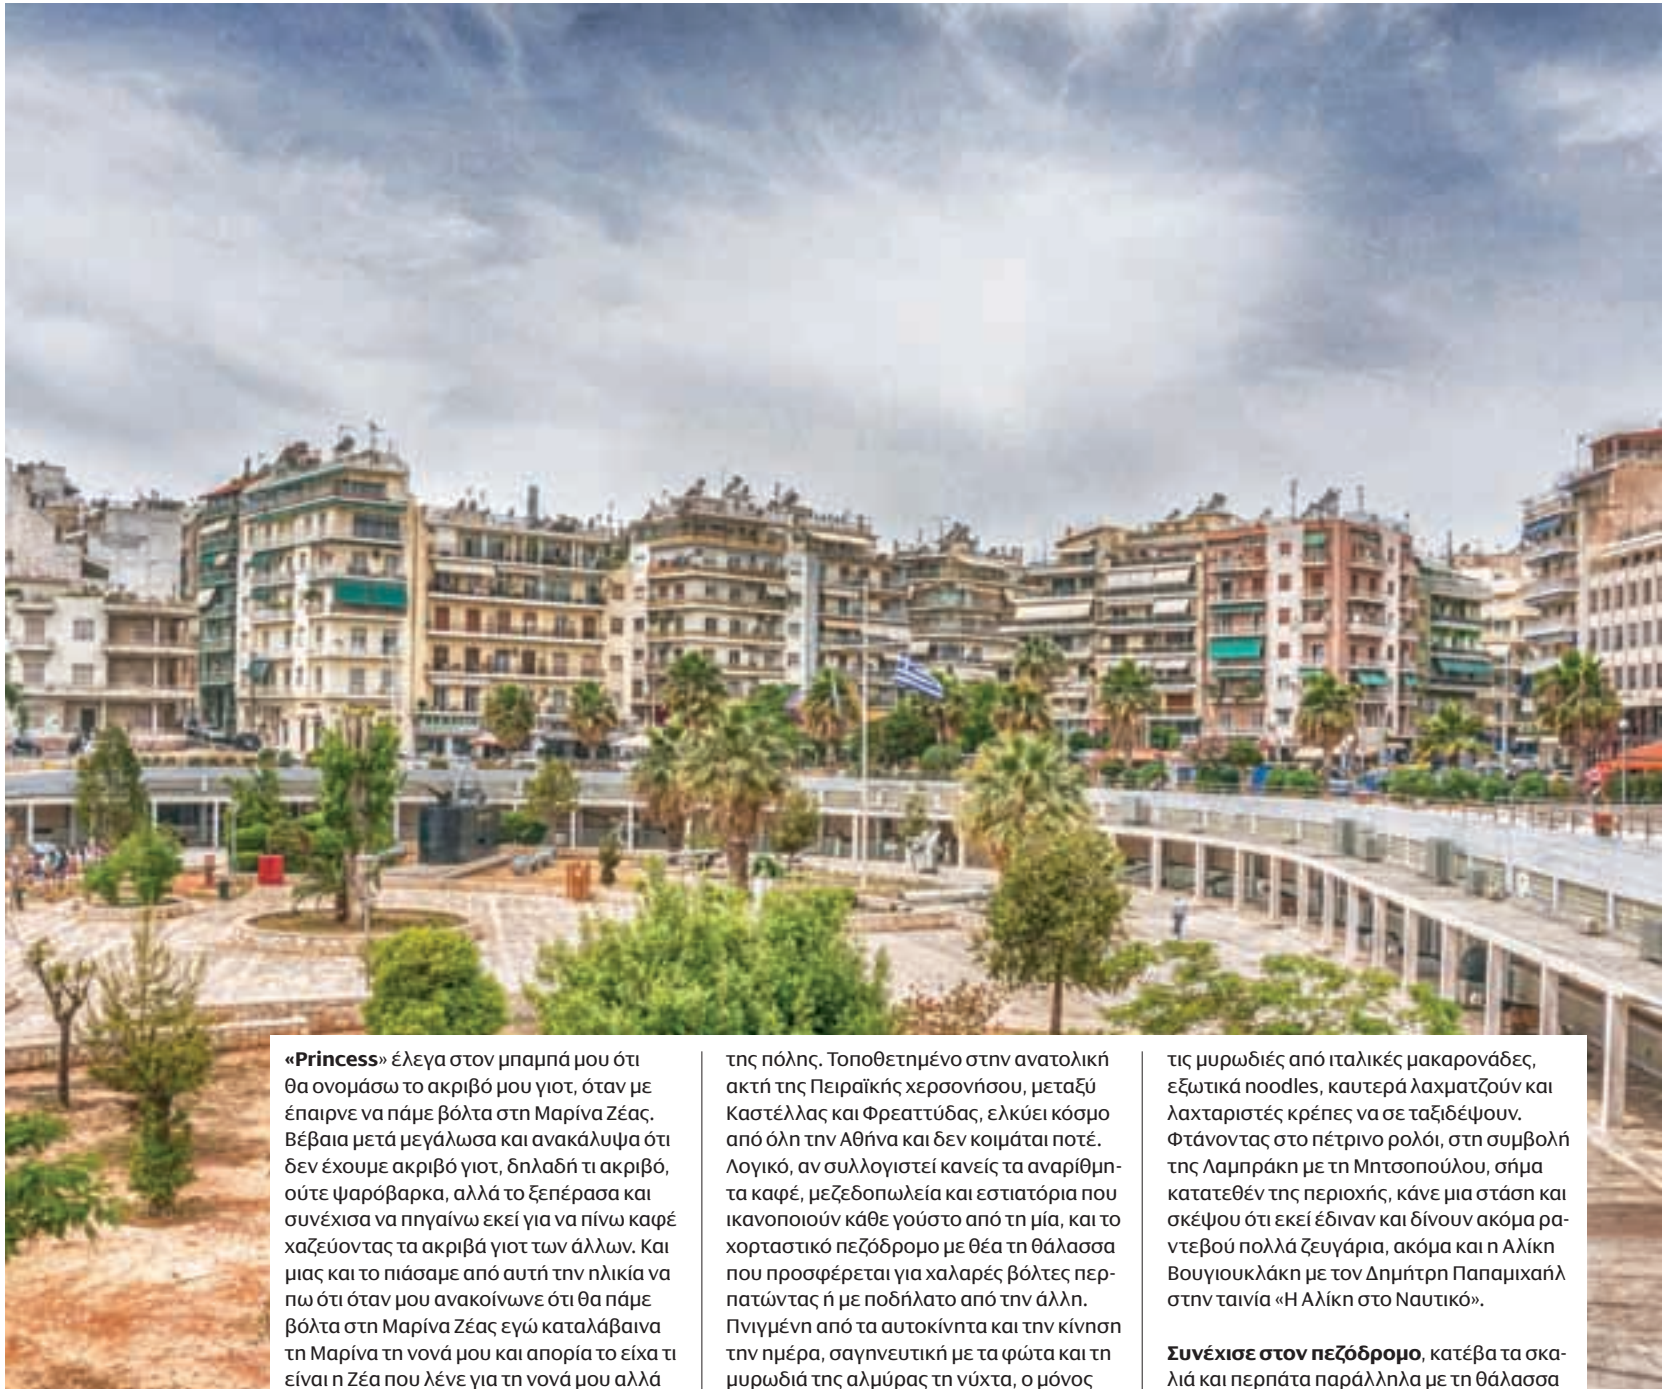 «Princess» έλεγα στον μπαμπά μου ότι
θα ονομάσω το ακριβό μου γιοτ, όταν με
έπαιρνε να πάμε βόλτα στη Μαρίνα Ζέας.
Βέβαια μετά μεγάλωσα και ανακάλυψα ότι
δεν έχουμε ακριβό γιοτ, δηλαδή τι ακριβό,
ούτε ψαρόβαρκα, αλλά το ξεπέρασα και
συνέχισα να πηγαίνω εκεί για να πίνω καφέ
χαζεύοντας τα ακριβά γιοτ των άλλων. Και
μιας και το πιάσαμε από αυτή την ηλικία να
πω ότι όταν μου ανακοίνωνε ότι θα πάμε
βόλτα στη Μαρίνα Ζέας εγώ καταλάβαινα
τη Μαρίνα τη νονά μου και απορία το είχα τι
είναι η Ζέα που λένε για τη νονά μου αλλά
της πόλης. Τοποθετημένο στην ανατολική
ακτή της Πειραϊκής χερσονήσου, μεταξύ
Καστέλλας και Φρεαττύδας, ελκύει κόσμο
από όλη την Αθήνα και δεν κοιμάται ποτέ.
Λογικό, αν συλλογιστεί κανείς τα αναρίθμη-
τα καφέ, μεζεδοπωλεία και εστιατόρια που
ικανοποιούν κάθε γούστο από τη μία, και το
χορταστικό πεζόδρομο με θέα τη θάλασσα
που προσφέρεται για χαλαρές βόλτες περ-
πατώντας ή με ποδήλατο από την άλλη.
Πνιγμένη από τα αυτοκίνητα και την κίνηση
την ημέρα, σαγηνευτική με τα φώτα και τη
μυρωδιά της αλμύρας τη νύχτα, ο μόνος
τις μυρωδιές από ιταλικές μακαρονάδες,
εξωτικά noodles, καυτερά λαχματζούν και
λαχταριστές κρέπες να σε ταξιδέψουν.
Φτάνοντας στο πέτρινο ρολόι, στη συμβολή
της Λαμπράκη με τη Μητσοπούλου, σήμα
κατατεθέν της περιοχής, κάνε μια στάση και
σκέψου ότι εκεί έδιναν και δίνουν ακόμα ρα-
ντεβού πολλά ζευγάρια, ακόμα και η Αλίκη
Βουγιουκλάκη με τον Δημήτρη Παπαμιχαήλ
στην ταινία «Η Αλίκη στο Ναυτικό».
Συνέχισε στον πεζόδρομο, κατέβα τα σκα-
λιά και περπάτα παράλληλα με τη θάλασσα